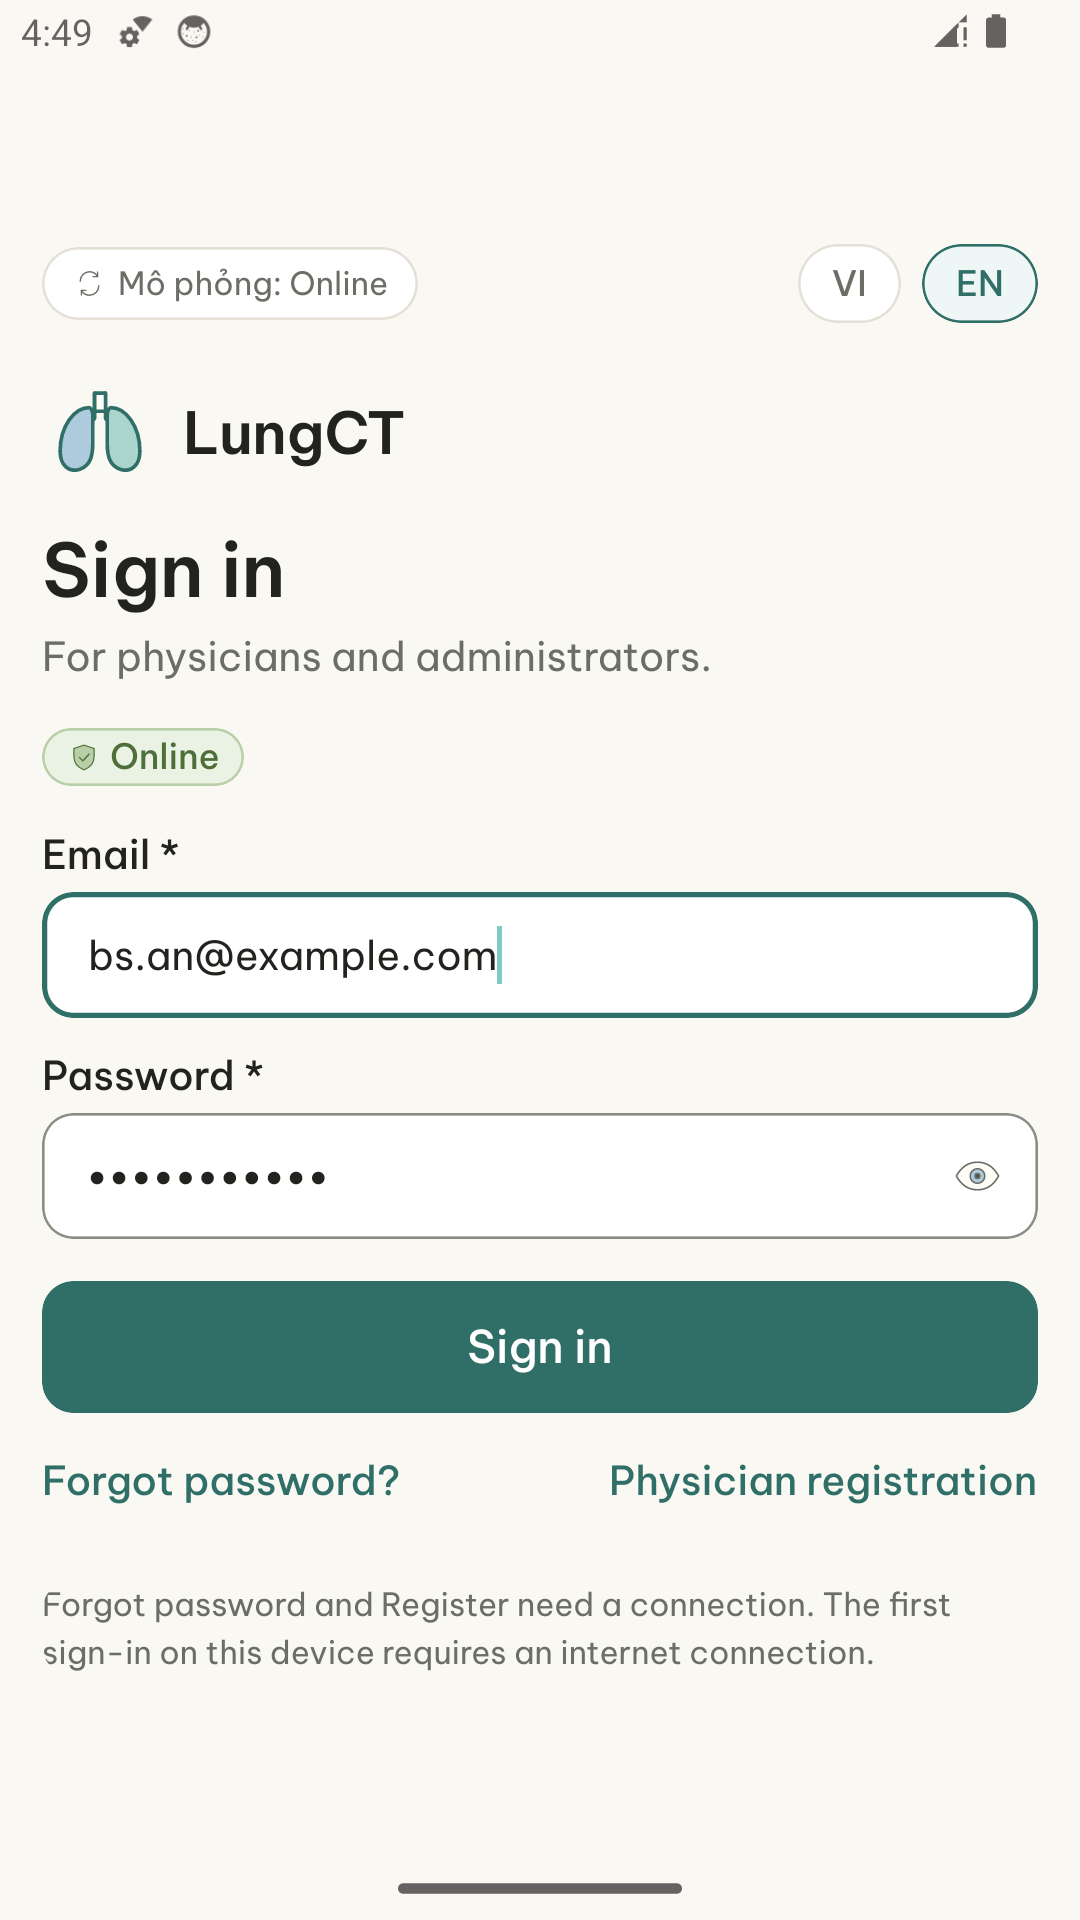 4:49
Mô phỏng: Online
VI
EN
LungCT
Sign in
For physicians and administrators.
Online
Email *
bs.an@example.com
Password *
•••••••••••
Sign in
Forgot password?
Physician registration
Forgot password and Register need a connection. The first
sign-in on this device requires an internet connection.